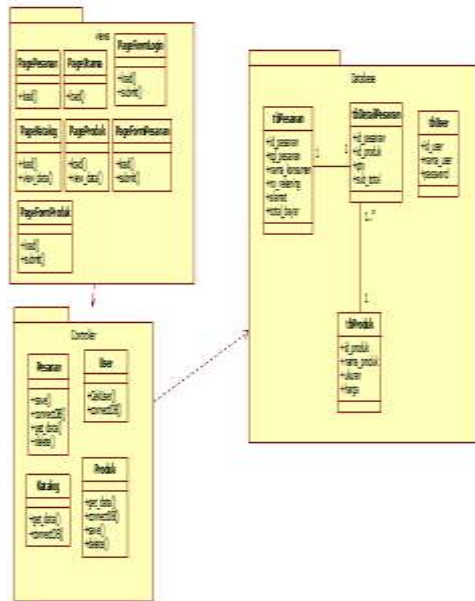 PageFormLogin
+load()
+submit()
PagePesanan
+load()
PageUtama
+load()
PageKatalog
+load()
+view_data()
PageProduk
+load()
+view_data()
PageFormPesanan
+load()
+submit()
PageFormProduk
+load()
+submit()
Controller
Pesanan
+save()
+connectDB()
+get_data()
+delete()
User
+connectDB()
Katalog
+get_data()
+connectDB()
Produk
+get_data()
+connectDB()
+save()
+delete()
Database
tblPesanan
+id_pesanan
+tgl_pesanan
+nama_konsumen
+no_rekening
+alamat
+total_bayar
1
1
tblDetailPesanan
+id_pesanan
+id_produk
+qty
+sub_total
tblUser
+id_user
+nama_user
+password
1..*
1
tblProduk
+id_produk
+nama_produk
+ukuran
+harga